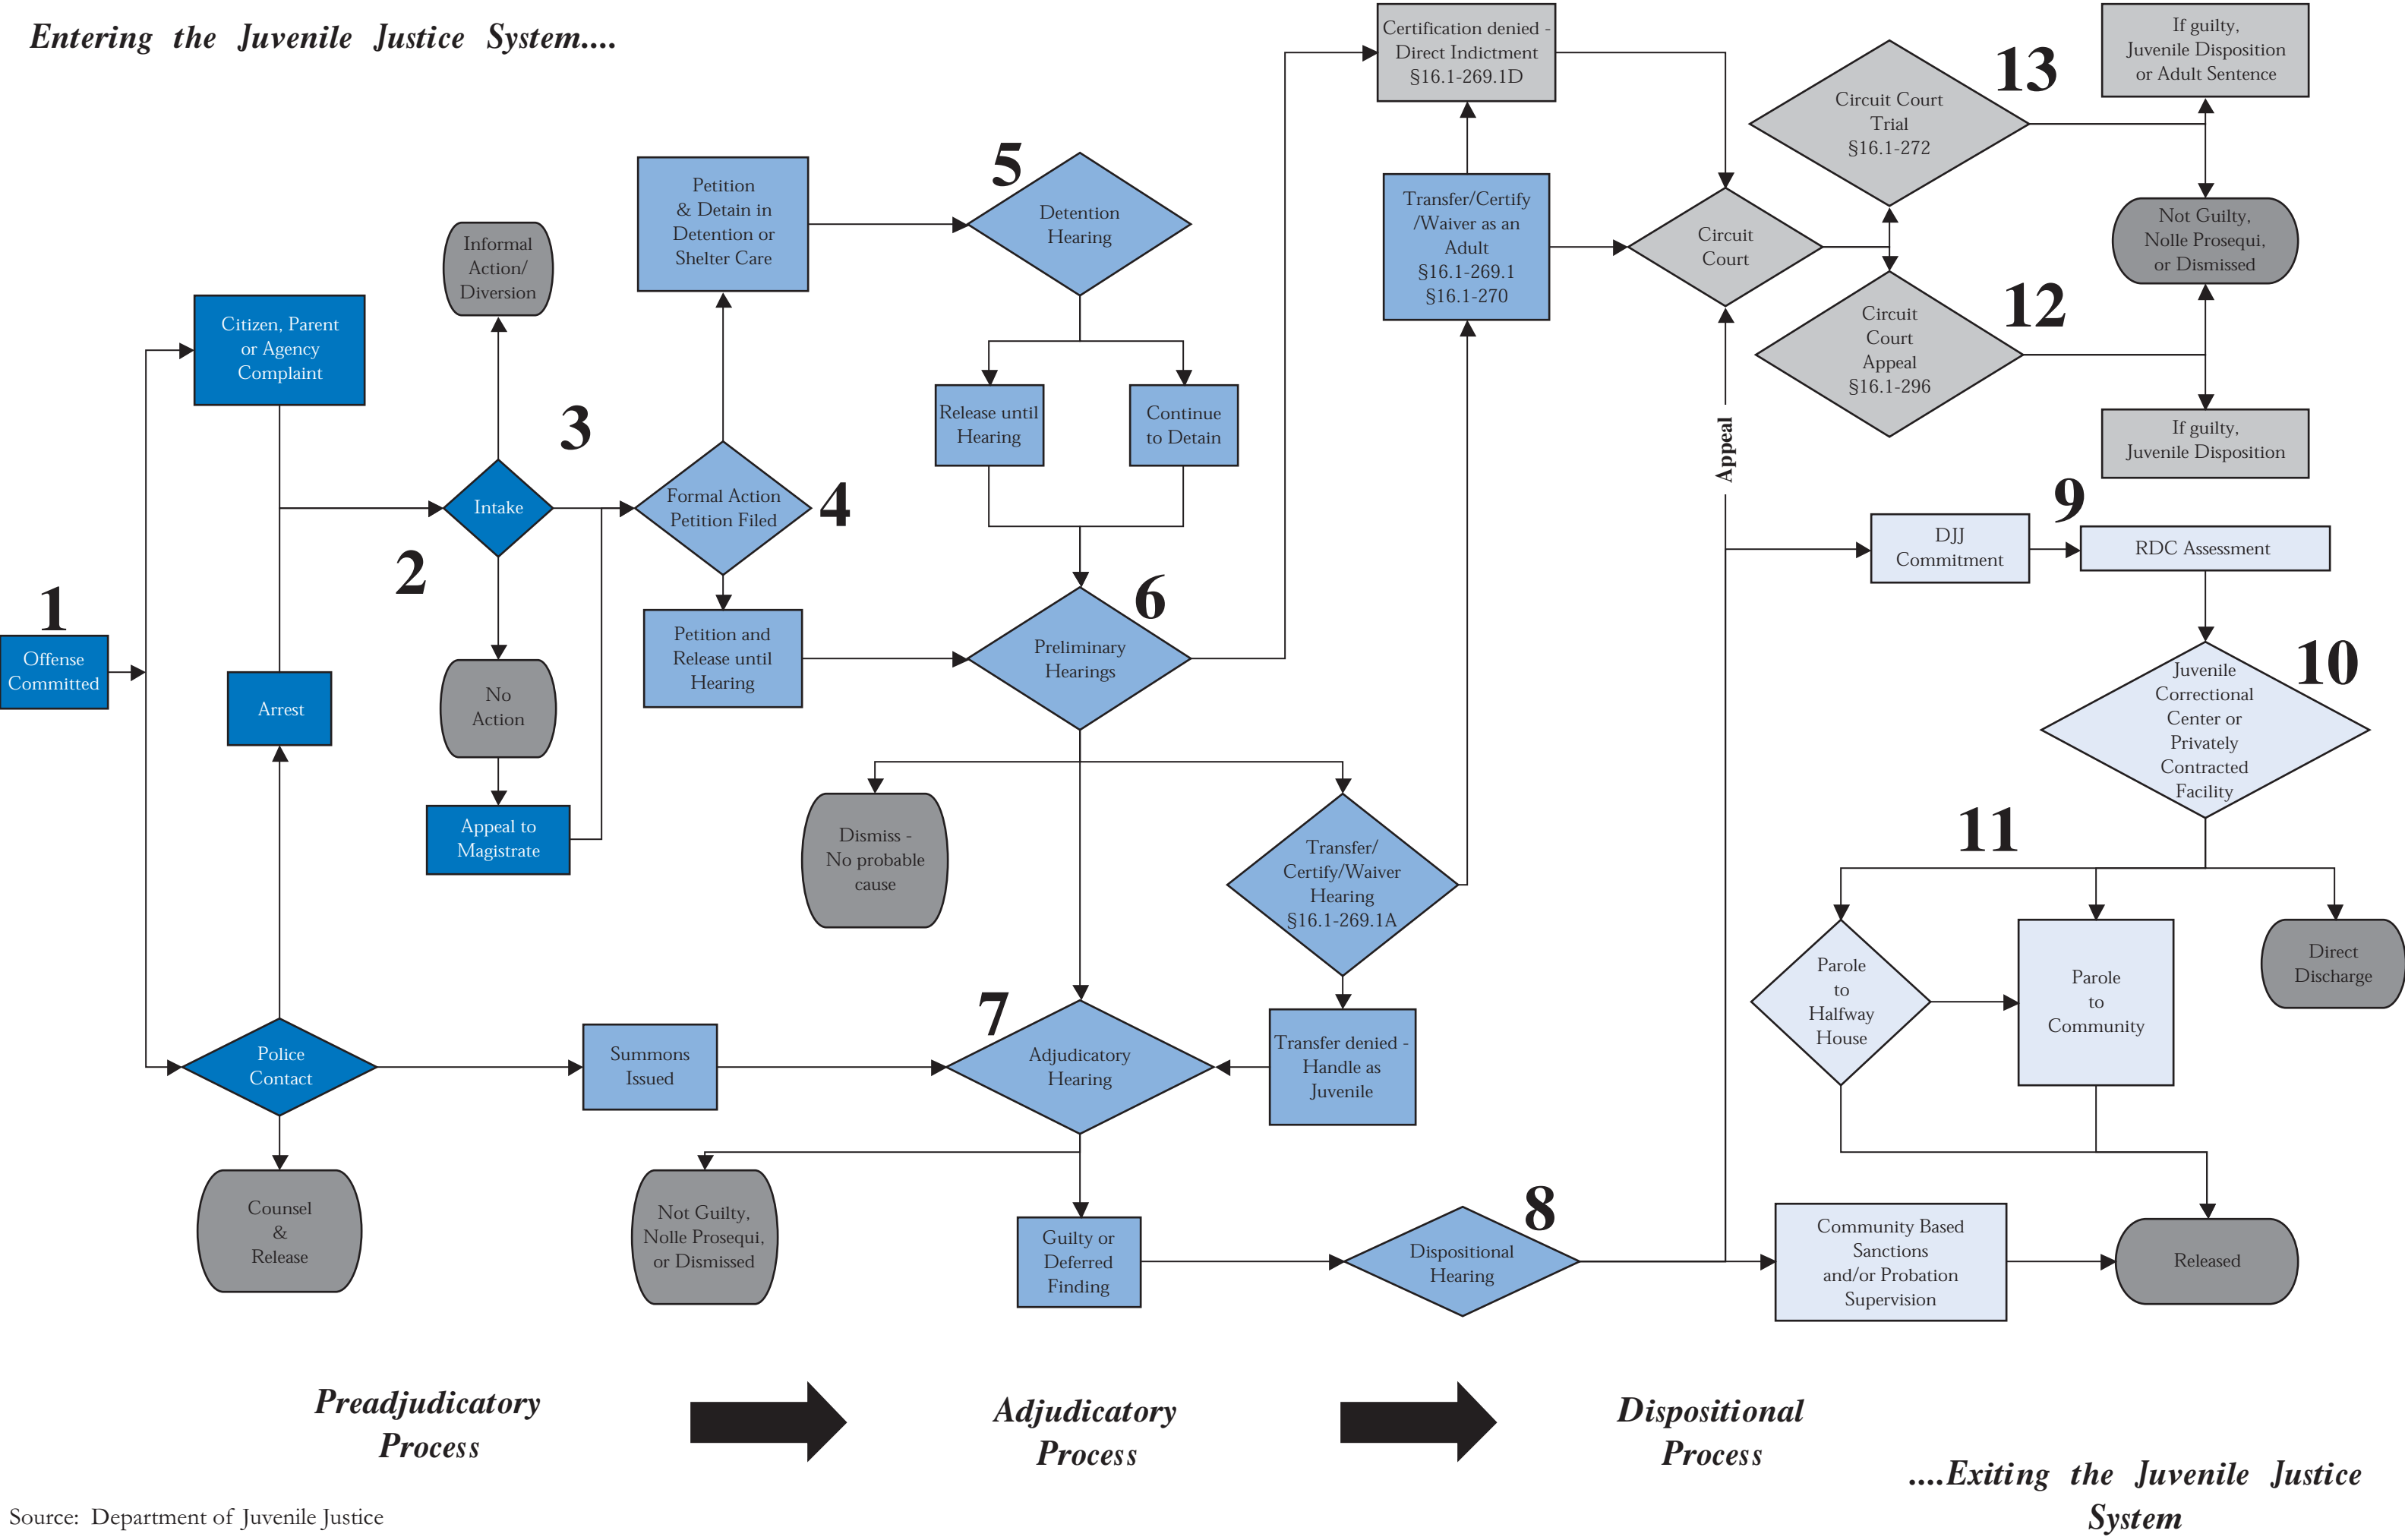 Entering the Juvenile Justice System....
1
Offense
Committed
Citizen, Parent
or Agency
Complaint
Arrest
Police
Contact
Counsel
&
Release
2
Informal
Action/
Diversion
Intake
3
No
Action
Appeal to
Magistrate
Formal Action
Petition Filed
4
Petition
& Detain in
Detention or
Shelter Care
Petition and
Release until
Hearing
Summons
Issued
5
Detention
Hearing
Release until
Hearing
Continue
to Detain
6
Preliminary
Hearings
Dismiss -
No probable
cause
Transfer/
Certify/Waiver
Hearing
§16.1-269.1A
Transfer denied -
Handle as
Juvenile
7
Adjudicatory
Hearing
Not Guilty,
Nolle Prosequi,
or Dismissed
Guilty or
Deferred
Finding
8
Dispositional
Hearing
Certification denied -
Direct Indictment
§16.1-269.1D
Transfer/Certify
/Waiver as an
Adult
§16.1-269.1
§16.1-270
Circuit
Court
Appeal
13
Circuit Court
Trial
§16.1-272
12
Circuit
Court
Appeal
§16.1-296
If guilty,
Juvenile Disposition
or Adult Sentence
Not Guilty,
Nolle Prosequi,
or Dismissed
If guilty,
Juvenile Disposition
9
DJJ
Commitment
RDC Assessment
10
Juvenile
Correctional
Center or
Privately
Contracted
Facility
11
Parole
to
Halfway
House
Parole
to
Community
Direct
Discharge
Community Based
Sanctions
and/or Probation
Supervision
Released
Preadjudicatory
Process
Adjudicatory
Process
Dispositional
Process
....Exiting the Juvenile Justice
System
Source: Department of Juvenile Justice